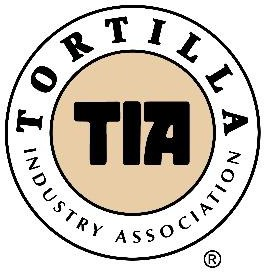 TORTILLA
TIA
INDUSTRY ASSOCIATION
®